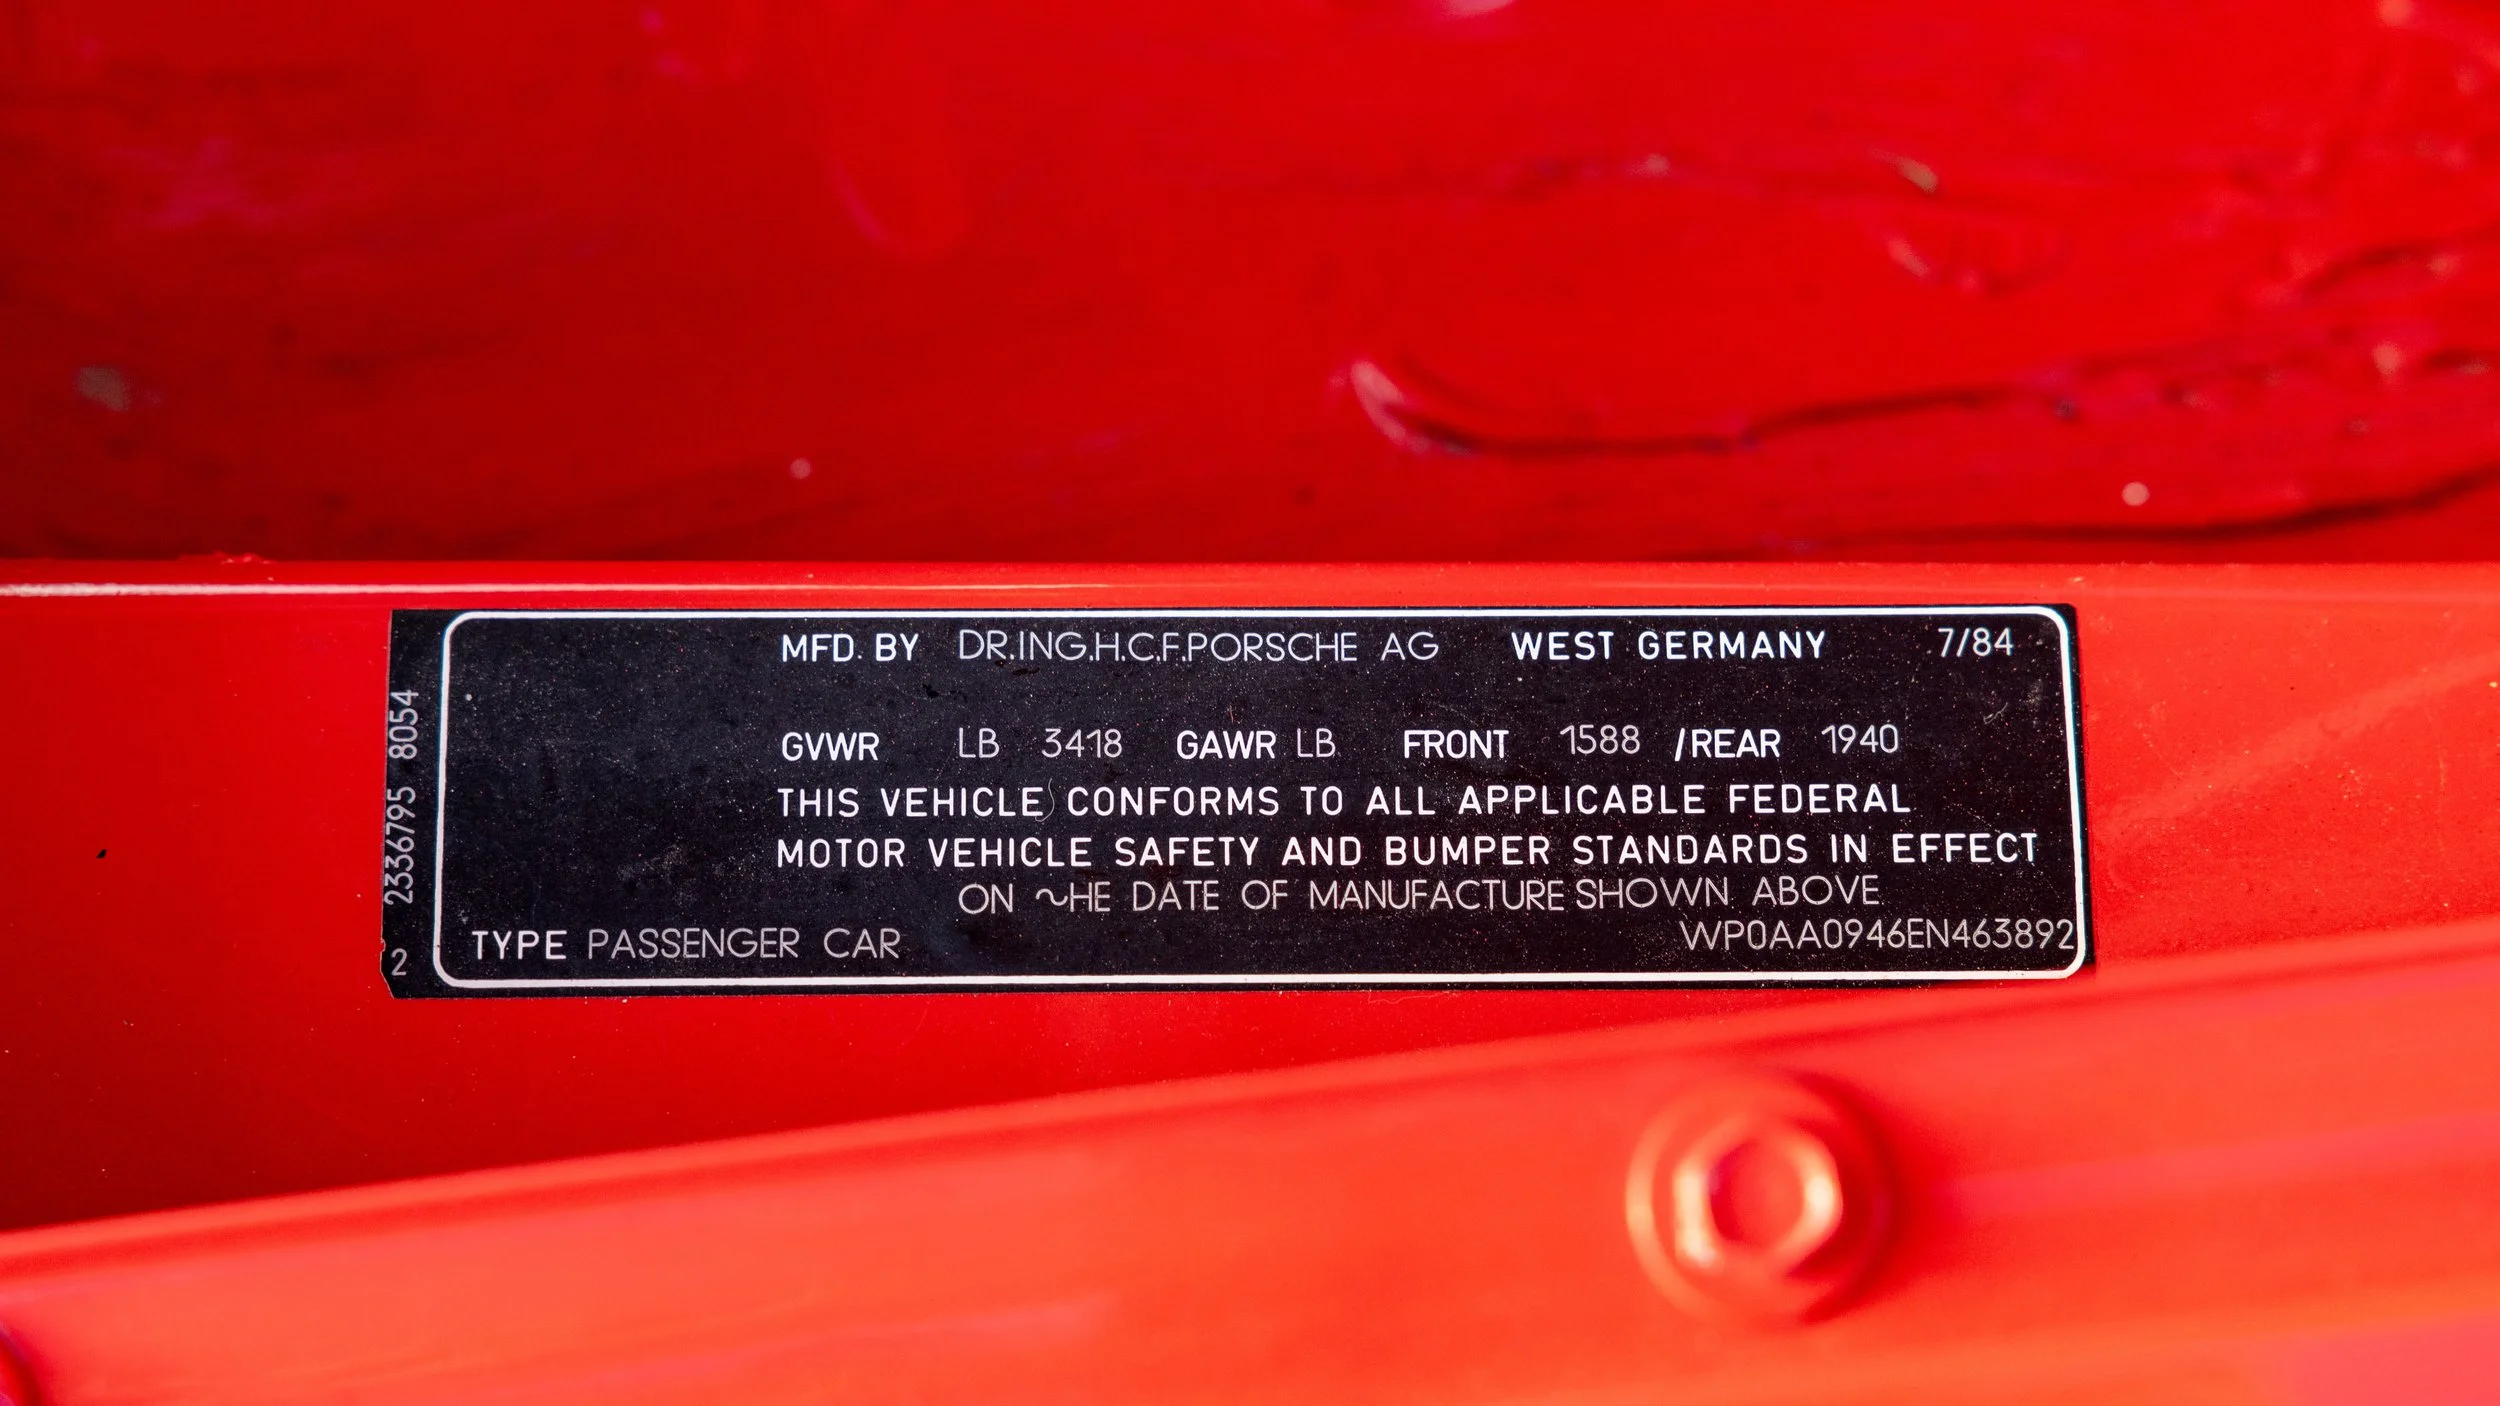 MFD. BY DR.ING.H.C.F.PORSCHE AG WEST GERMANY 7/84
GVWR LB 3418 GAWR LB FRONT 1588 /REAR 1940
THIS VEHICLE CONFORMS TO ALL APPLICABLE FEDERAL
MOTOR VEHICLE SAFETY AND BUMPER STANDARDS IN EFFECT
ON ~HE DATE OF MANUFACTURE SHOWN ABOVE
TYPE PASSENGER CAR WP0AA0946EN463892
2 2336795 8054